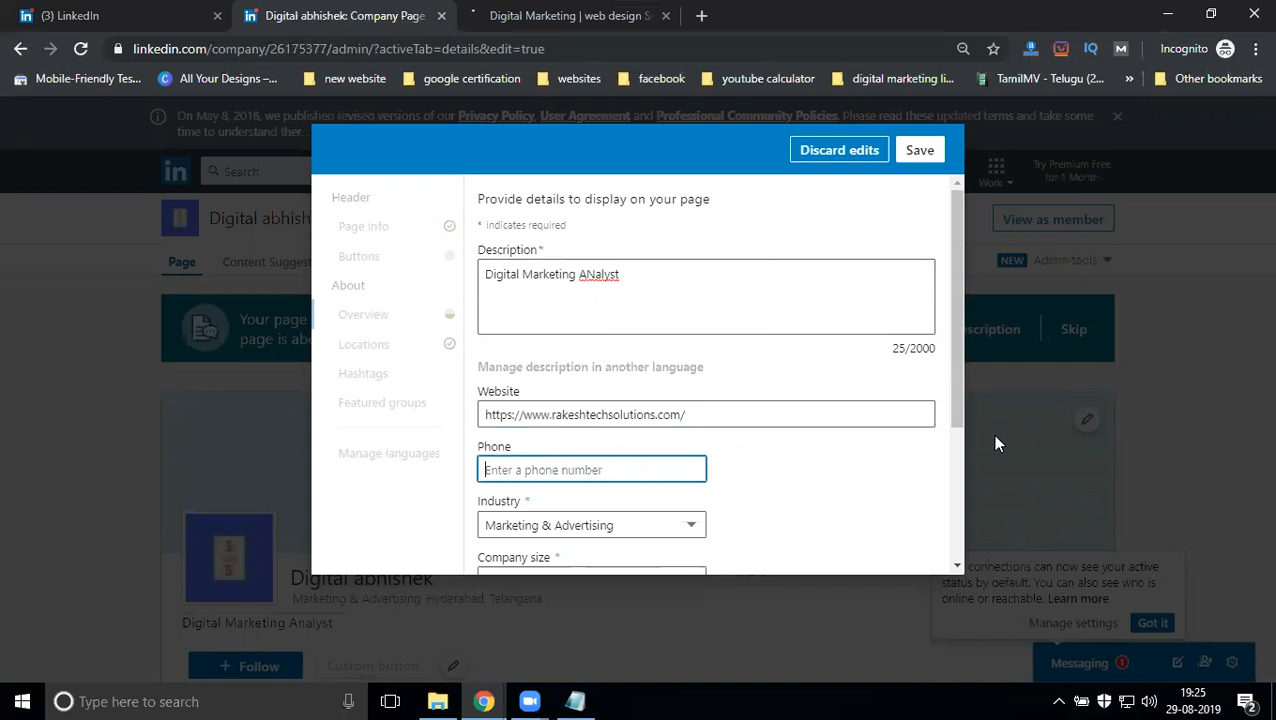 (3) LinkedIn
Digital abhishek: Company Page
Digital Marketing | web design S
linkedin.com/company/26175377/admin/?activeTab=details&edit=true
Incognito
Mobile-Friendly Tes...
All Your Designs –...
new website
google certification
websites
facebook
youtube calculator
digital marketing li...
TamilMV - Telugu (2...
Other bookmarks
On May 8, 2018, we published revised versions of our Privacy Policy, User Agreement and Professional Community Policies. Please read these updated terms and take some
time to understand ther
Discard edits
Save
Search
Work
Try Premium Free
for 1 Month
Header
Page info
Buttons
About
Overview
Locations
Hashtags
Featured groups
Manage languages
Provide details to display on your page
* indicates required
Description*
Digital Marketing ANalyst
25/2000
Manage description in another language
Website
https://www.rakeshtechsolutions.com/
Phone
Enter a phone number
Industry *
Marketing & Advertising
Company size *
Digital abhish
View as member
Page
Content Suggest
NEW
Admin tools
Your page
page is abo
escription
Skip
Digital abhishek
Marketing & Advertising Hyderabad, Telangana
Digital Marketing Analyst
+ Follow
Custom button
connections can now see your active
status by default. You can also see who is
online or reachable. Learn more
Manage settings
Got it
Messaging
1
Type here to search
19:25
29-08-2019
2